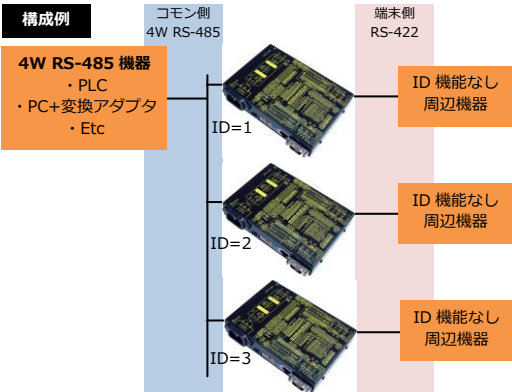 構成例
コモン側
4W RS-485
端末側
RS-422
4W RS-485 機器
・PLC
・PC+変換アダプタ
・Etc
ID 機能なし
周辺機器
ID=1
ID 機能なし
周辺機器
ID=2
ID 機能なし
周辺機器
ID=3